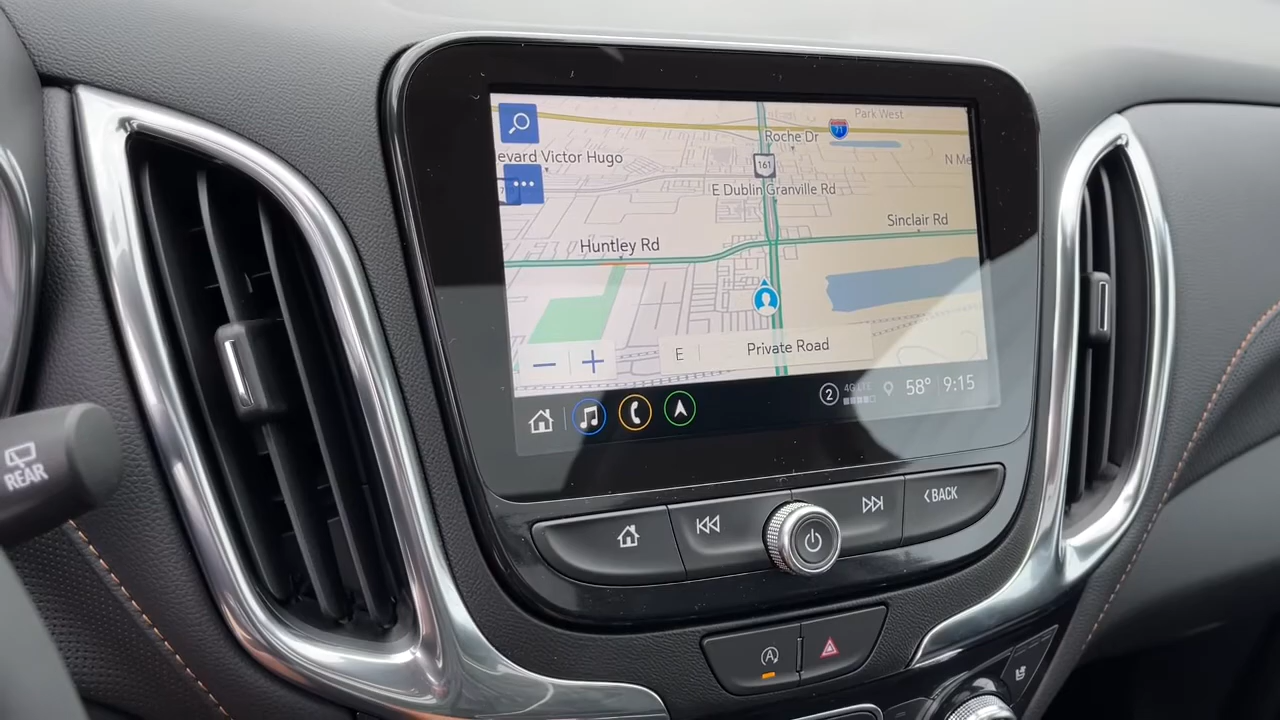 Park West
71
Roche Dr
evard Victor Hugo
161
N Me
7
E Dublin Granville Rd
Sinclair Rd
Huntley Rd
E
Private Road
2
4G LTE
58°
9:15
REAR
BACK
A